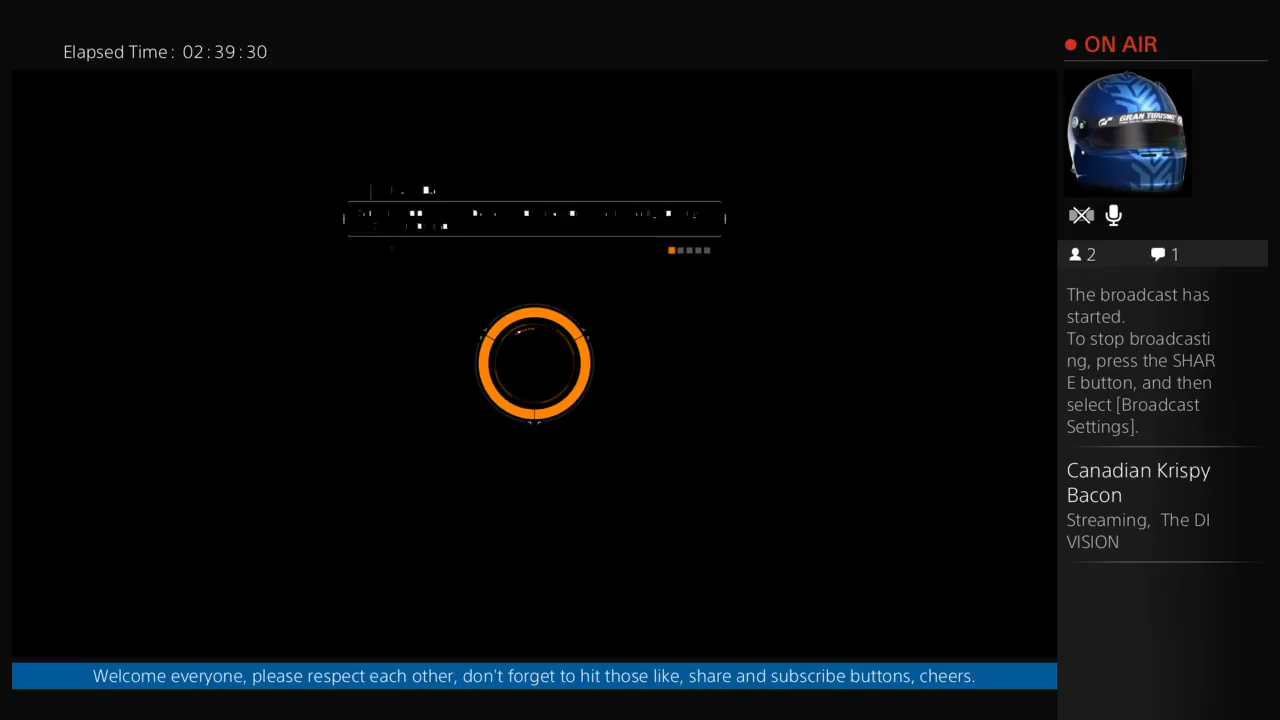 Elapsed Time: 02:39:30
ON AIR
GRAN TURISMO
2 1
The broadcast has
started.
To stop broadcasti
ng, press the SHAR
E button, and then
select [Broadcast
Settings].
Canadian Krispy
Bacon
Streaming, The DI
VISION
Welcome everyone, please respect each other, don't forget to hit those like, share and subscribe buttons, cheers.